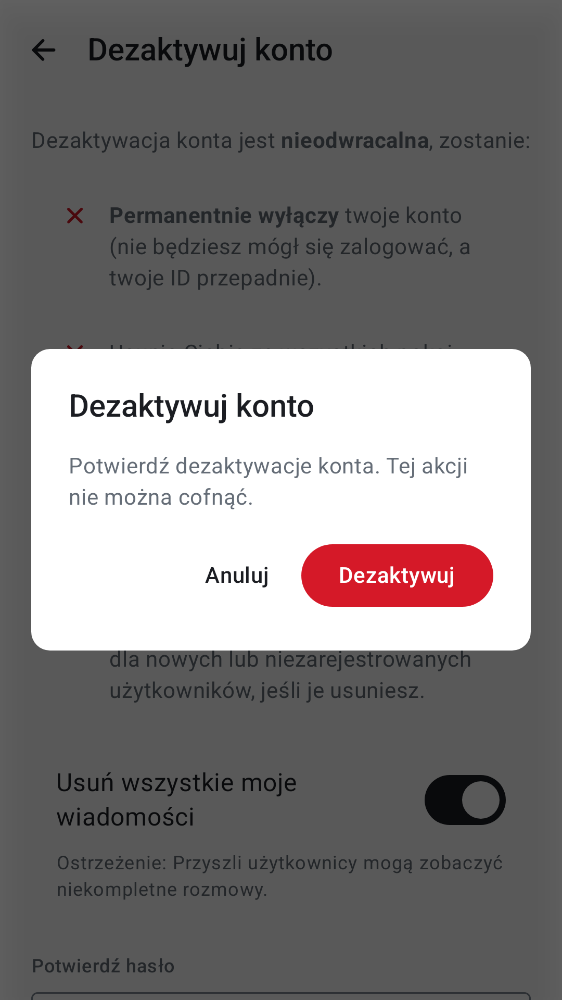 Dezaktywuj konto
Dezaktywacja konta jest nieodwracalna, zostanie:
Permanentnie wyłączy twoje konto
(nie będziesz mógł się zalogować, a
twoje ID przepadnie).
Dezaktywuj konto
Potwierdź dezaktywacje konta. Tej akcji
nie można cofnąć.
Anuluj
Dezaktywuj
dla nowych lub niezarejestrowanych
użytkowników, jeśli je usuniesz.
Usuń wszystkie moje
wiadomości
Ostrzeżenie: Przyszli użytkownicy mogą zobaczyć
niekompletne rozmowy.
Potwierdź hasło